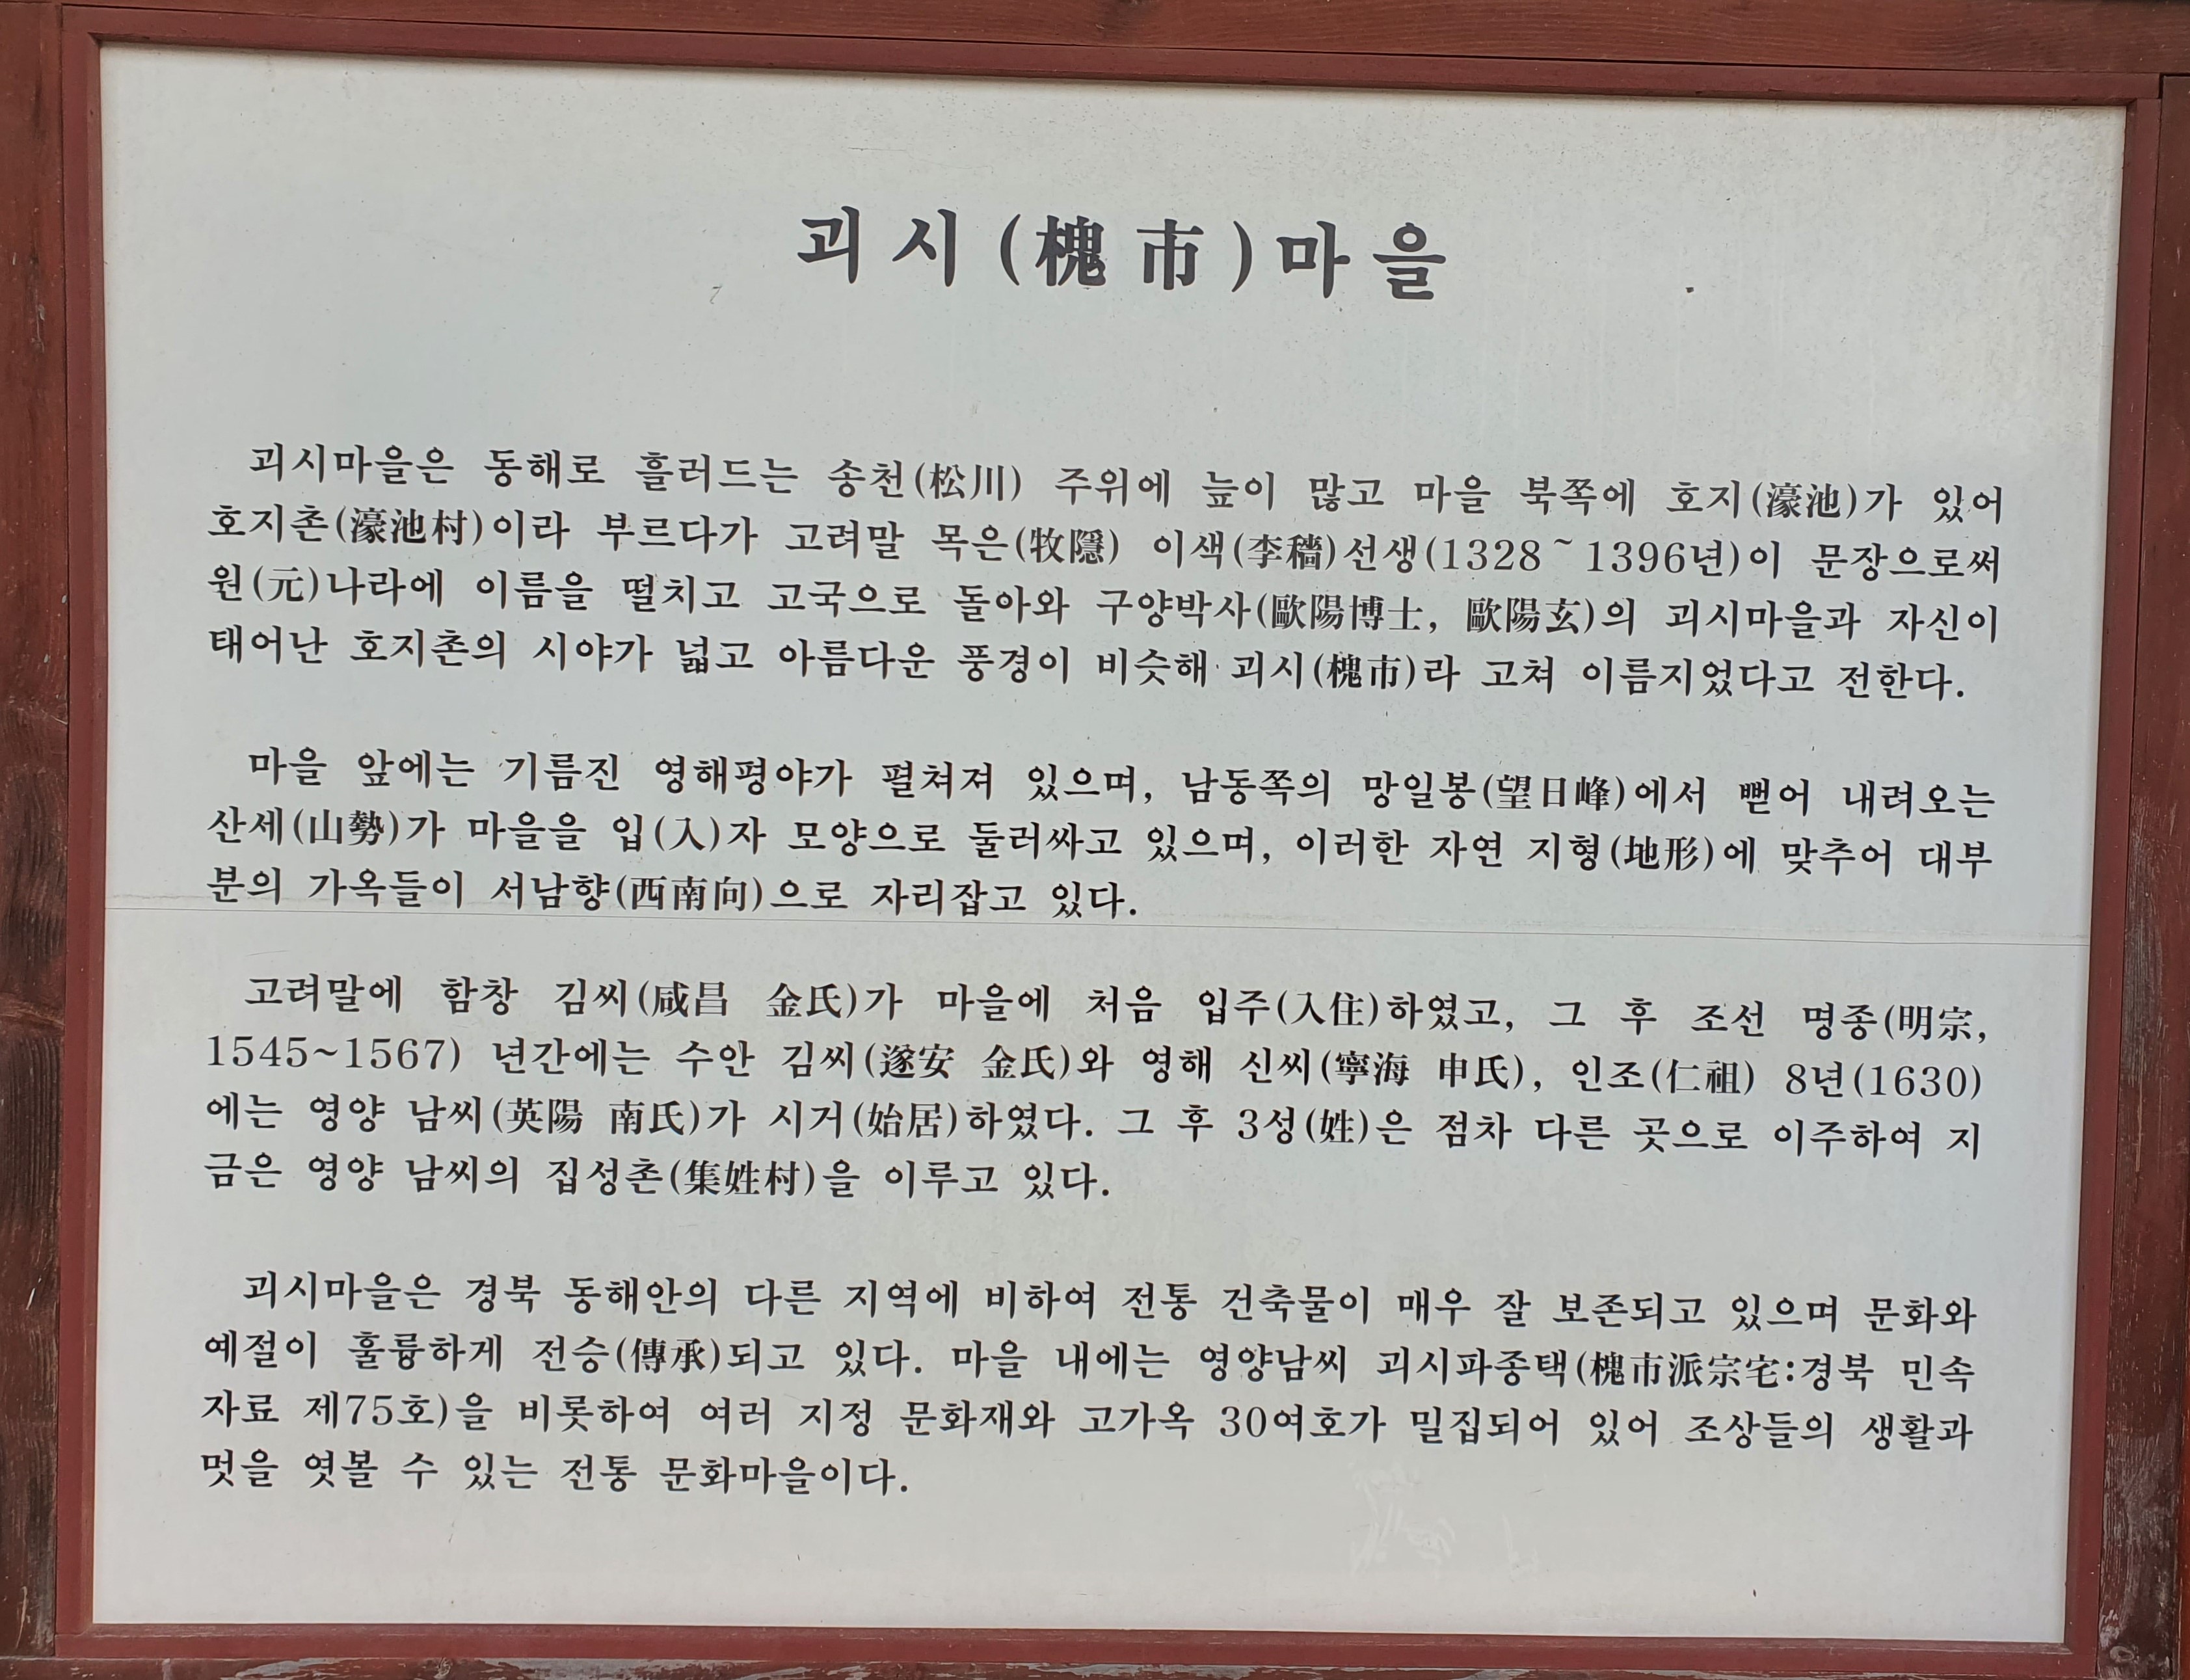 괴시(槐市)마을
괴시마을은 동해로 흘러드는 송천(松川) 주위에 늪이 많고 마을 북쪽에 호지(濠池)가 있어
호지촌(濠池村)이라 부르다가 고려말 목은(牧隱) 이색(李穡)선생(1328~1396년)이 문장으로써
원(元)나라에 이름을 떨치고 고국으로 돌아와 구양박사(歐陽博士, 歐陽玄)의 괴시마을과 자신이
태어난 호지촌의 시야가 넓고 아름다운 풍경이 비슷해 괴시(槐市)라 고쳐 이름지었다고 전한다.
마을 앞에는 기름진 영해평야가 펼쳐져 있으며, 남동쪽의 망일봉(望日峰)에서 뻗어 내려오는
산세(山勢)가 마을을 입(入)자 모양으로 둘러싸고 있으며, 이러한 자연 지형(地形)에 맞추어 대부
분의 가옥들이 서남향(西南向)으로 자리잡고 있다.
고려말에 함창 김씨(咸昌 金氏)가 마을에 처음 입주(入住)하였고, 그 후 조선 명종(明宗,
1545~1567) 년간에는 수안 김씨(遂安 金氏)와 영해 신씨(寧海 申氏), 인조(仁祖) 8년(1630)
에는 영양 남씨(英陽 南氏)가 시거(始居)하였다. 그 후 3성(姓)은 점차 다른 곳으로 이주하여 지
금은 영양 남씨의 집성촌(集姓村)을 이루고 있다.
괴시마을은 경북 동해안의 다른 지역에 비하여 전통 건축물이 매우 잘 보존되고 있으며 문화와
예절이 훌륭하게 전승(傳承)되고 있다. 마을 내에는 영양남씨 괴시파종택(槐市派宗宅:경북 민속
자료 제75호)을 비롯하여 여러 지정 문화재와 고가옥 30여호가 밀집되어 있어 조상들의 생활과
멋을 엿볼 수 있는 전통 문화마을이다.